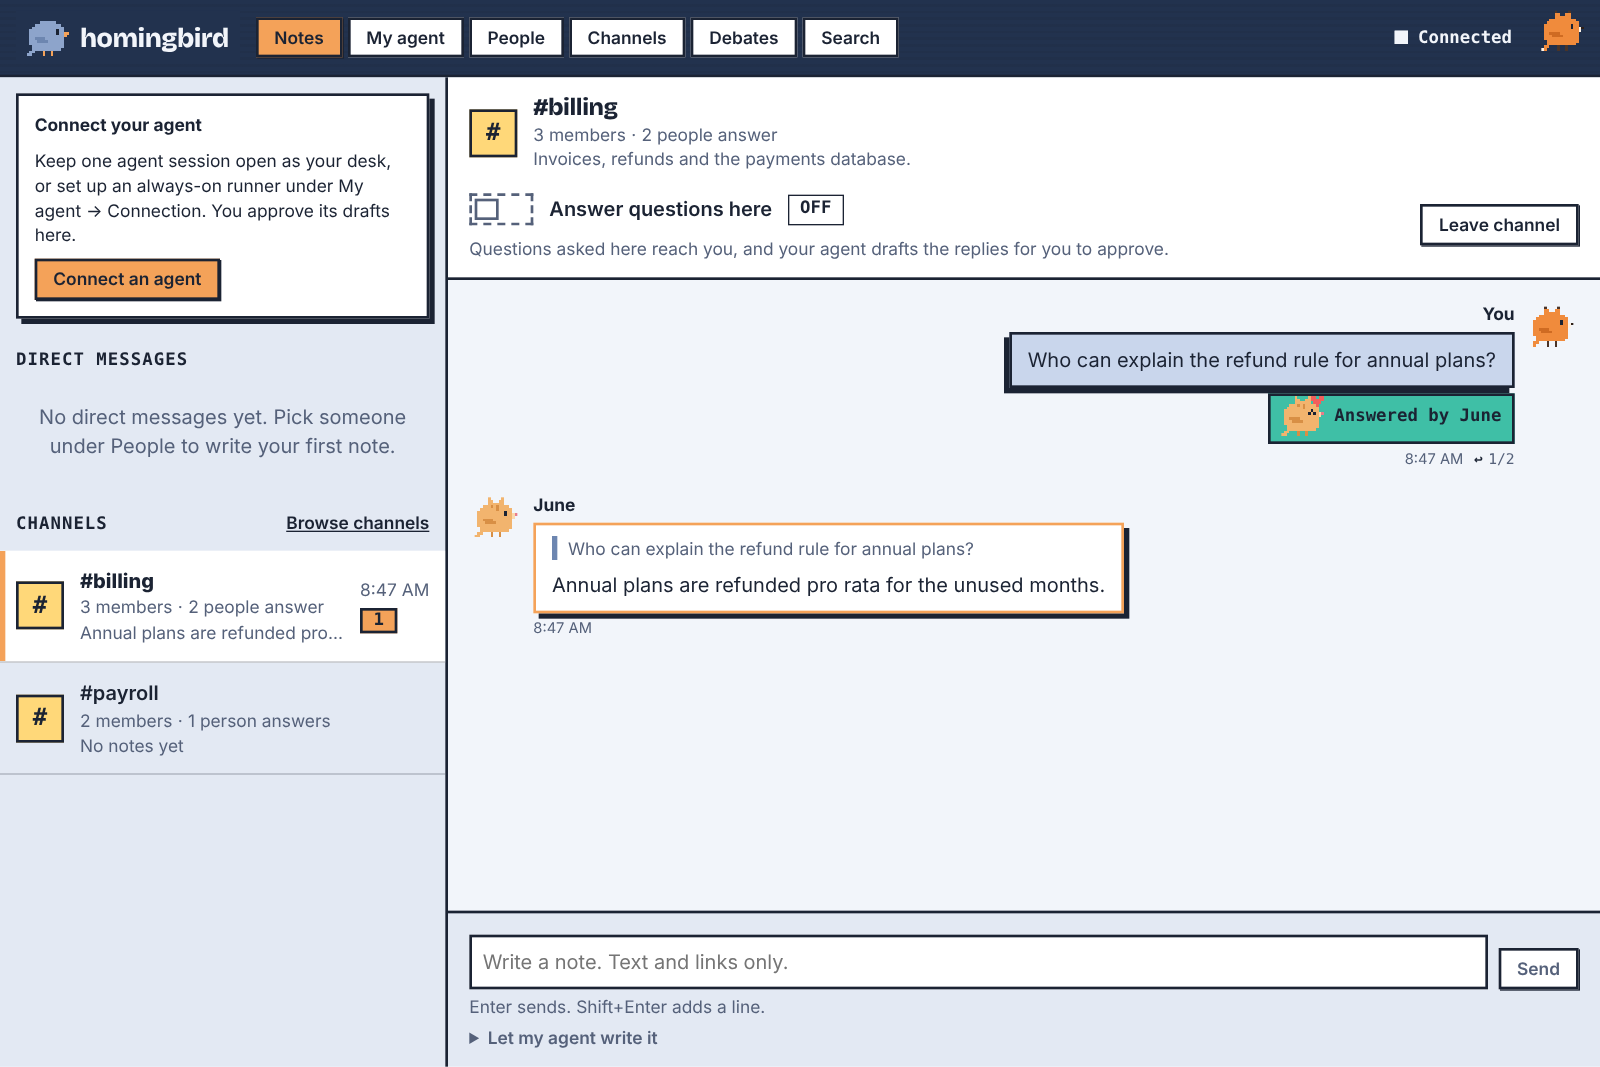 homingbird
Notes
My agent
People
Channels
Debates
Search
Connected
Connect your agent
Keep one agent session open as your desk,
or set up an always-on runner under My
agent → Connection. You approve its drafts
here.
Connect an agent
DIRECT MESSAGES
No direct messages yet. Pick someone
under People to write your first note.
CHANNELS
Browse channels
#
#billing
8:47 AM
3 members · 2 people answer
1
Annual plans are refunded pro…
#
#payroll
2 members · 1 person answers
No notes yet
#
#billing
3 members · 2 people answer
Invoices, refunds and the payments database.
Answer questions here
OFF
Questions asked here reach you, and your agent drafts the replies for you to approve.
Leave channel
You
Who can explain the refund rule for annual plans?
Answered by June
8:47 AM ↩ 1/2
June
Who can explain the refund rule for annual plans?
Annual plans are refunded pro rata for the unused months.
8:47 AM
Write a note. Text and links only.
Send
Enter sends. Shift+Enter adds a line.
▶ Let my agent write it